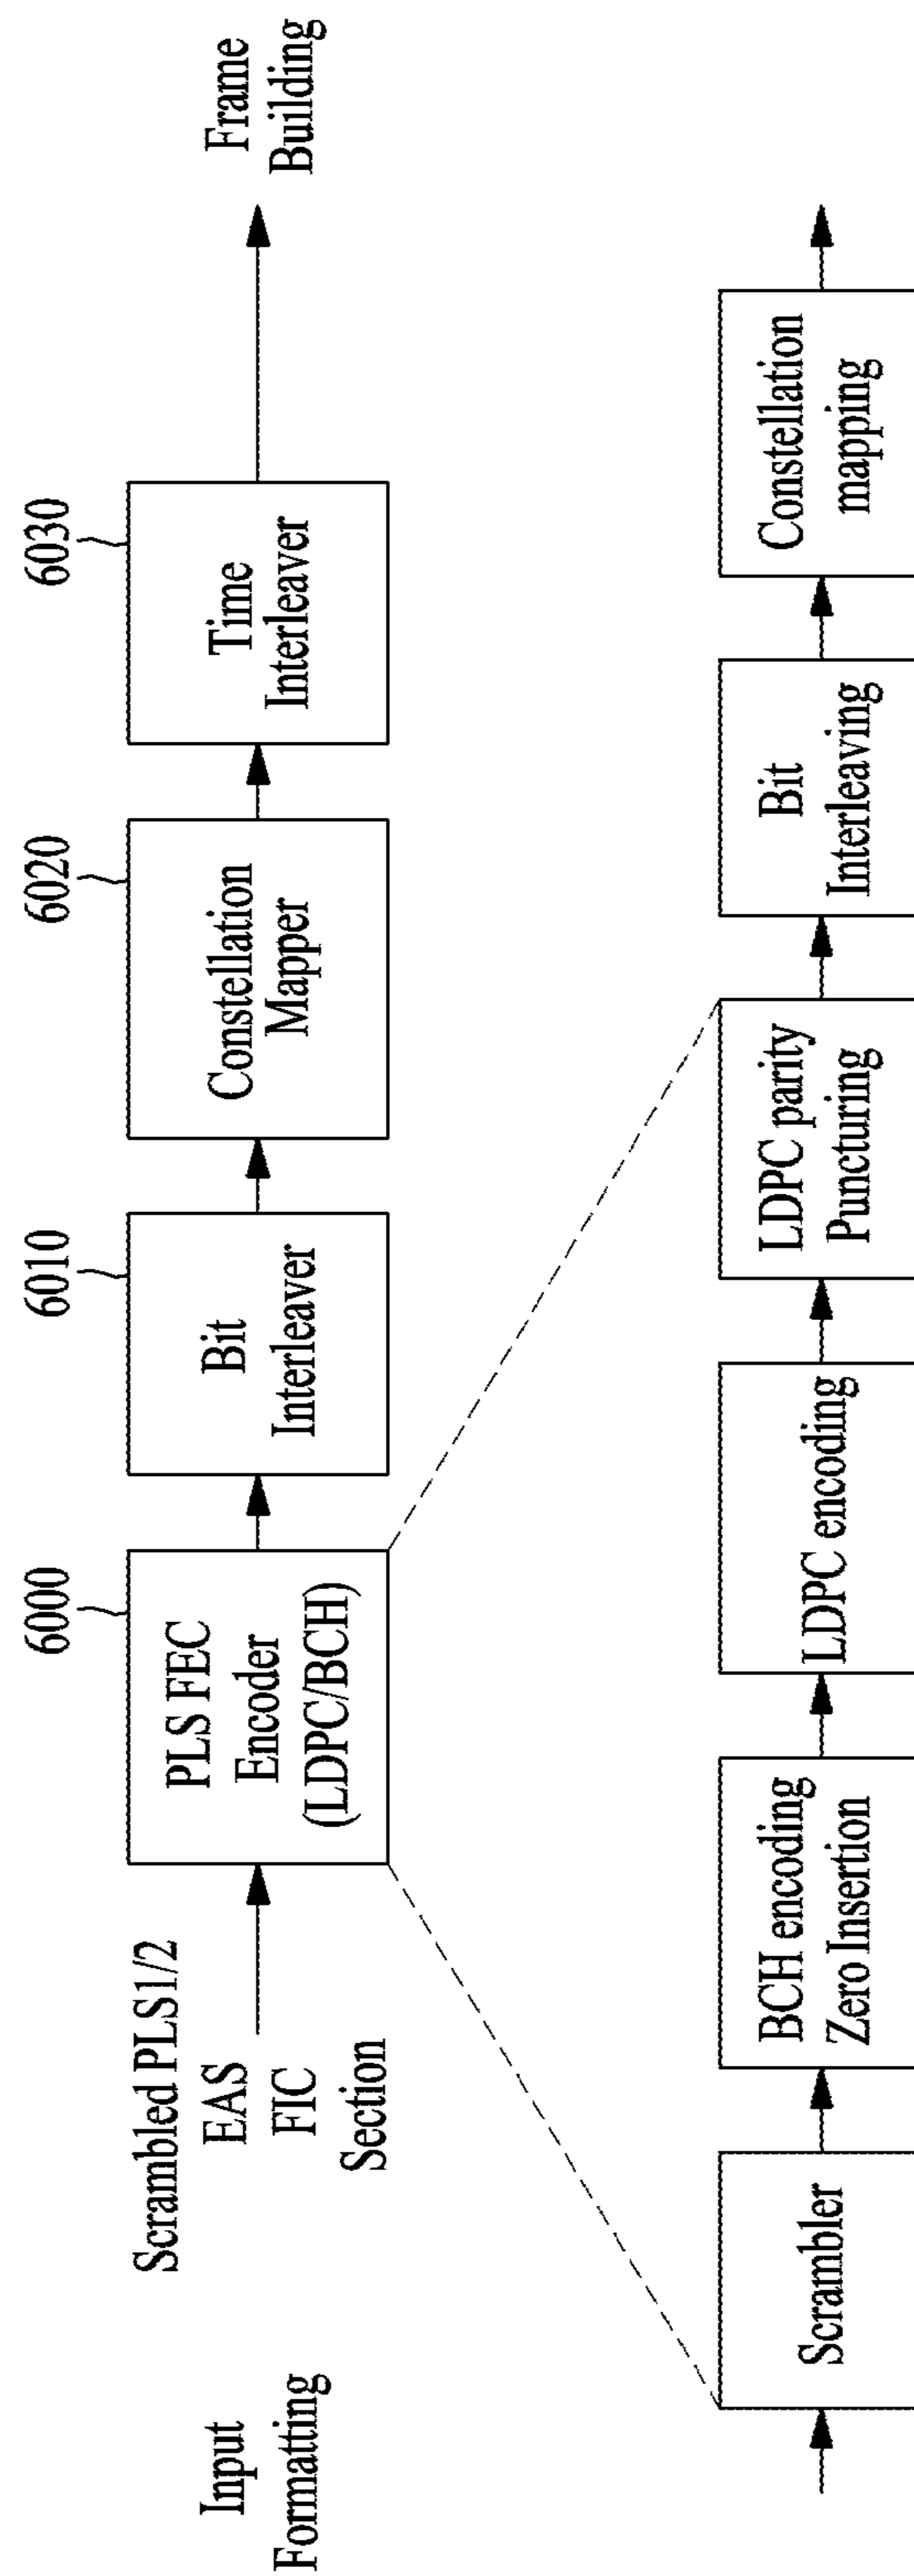 Input
Formatting
Scrambled PLS1/2
EAS
FIC
Section
6000
PLS FEC
Encoder
(LDPC/BCH)
6010
Bit
Interleaver
6020
Constellation
Mapper
6030
Time
Interleaver
Frame
Building
Scrambler
BCH encoding
Zero Insertion
LDPC encoding
LDPC parity
Puncturing
Bit
Interleaving
Constellation
mapping